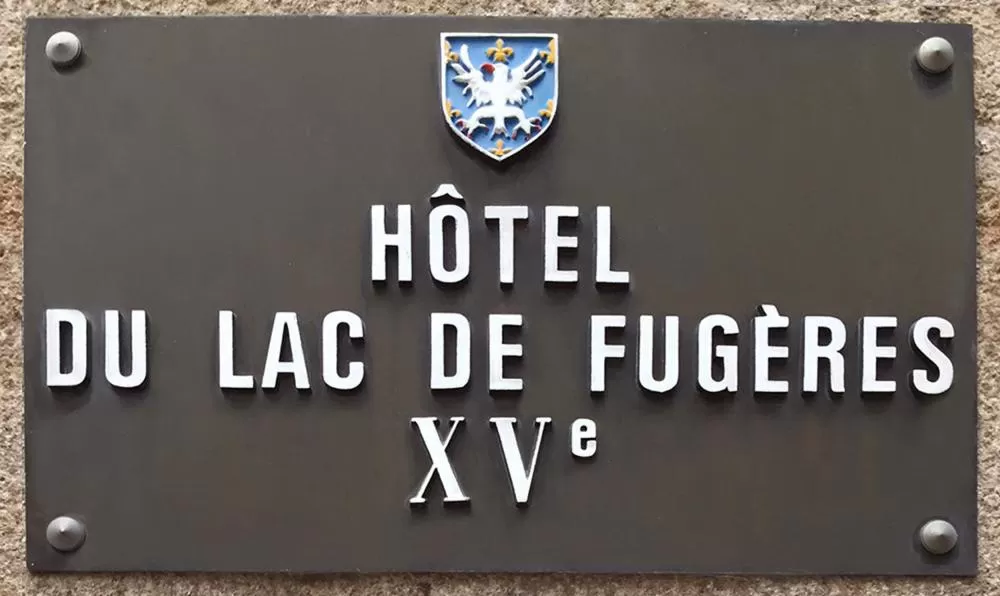 HÔTEL
DU LAC DE FUGÈRES
XVe